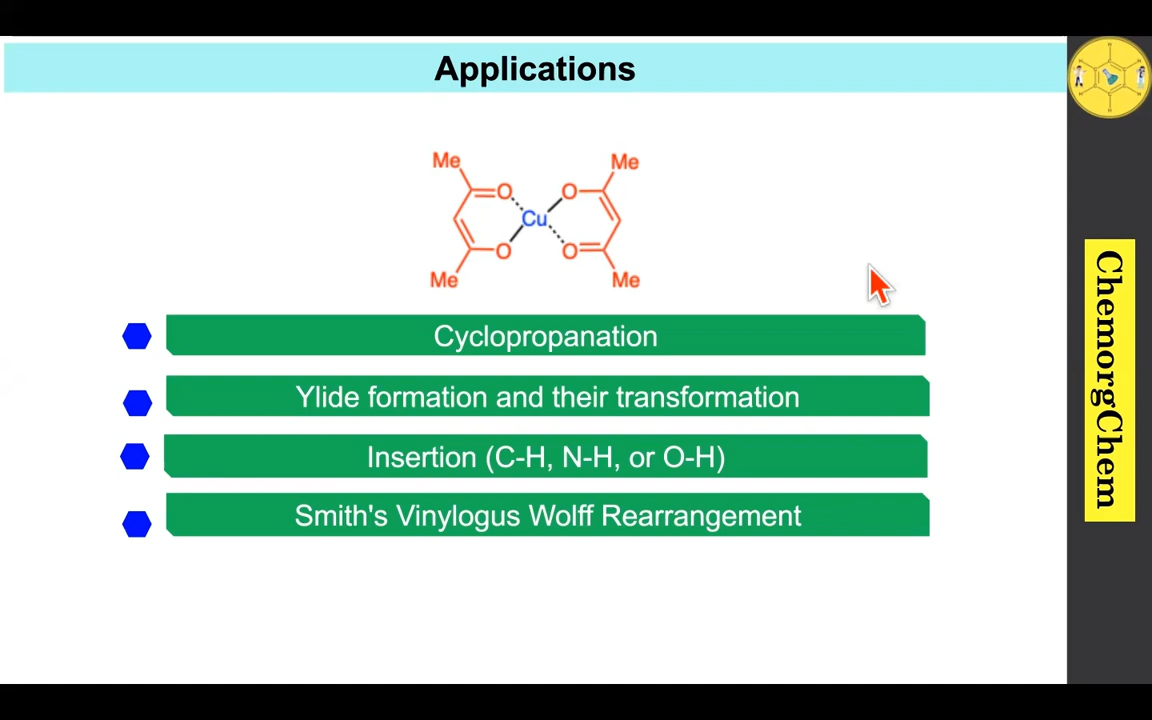 Applications
Me Me
O O
Cu
O O
Me Me
Cyclopropanation
Ylide formation and their transformation
Insertion (C-H, N-H, or O-H)
Smith's Vinylogus Wolff Rearrangement
ChemorgChem